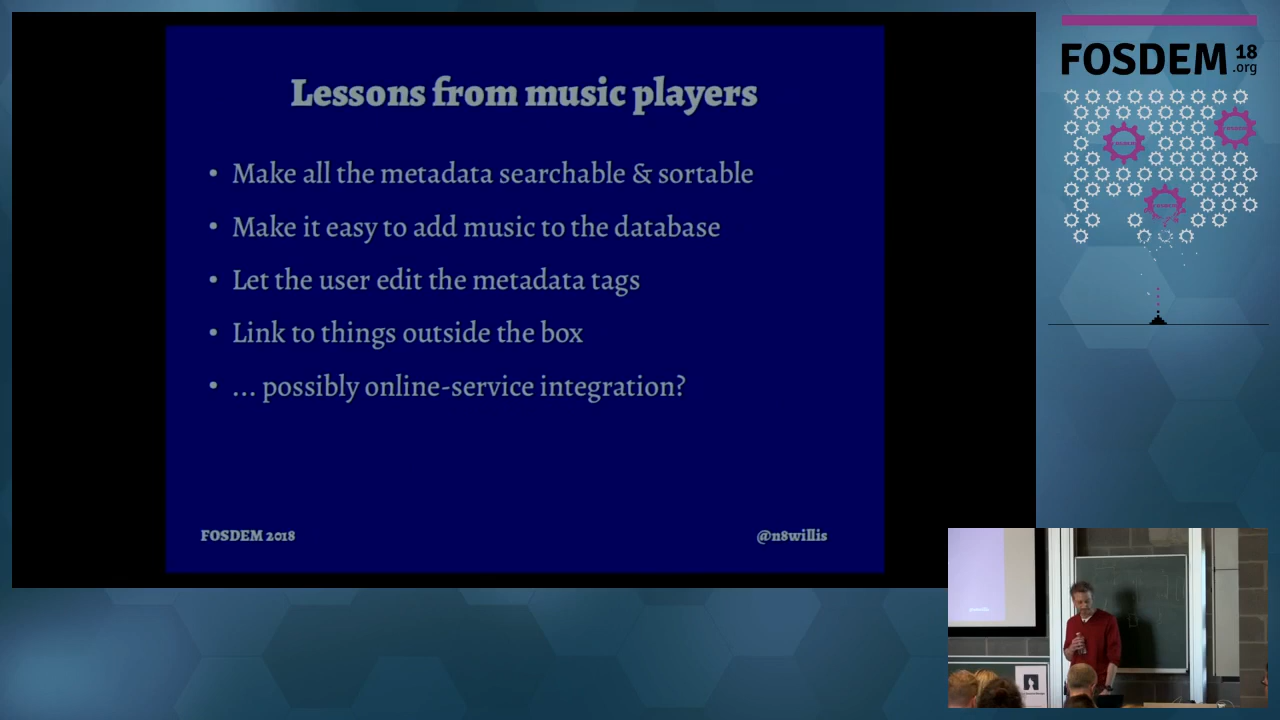 Lessons from music players
• Make all the metadata searchable & sortable
• Make it easy to add music to the database
• Let the user edit the metadata tags
• Link to things outside the box
• ... possibly online-service integration?
FOSDEM 2018
@n8willis
FOSDEM 18
.org